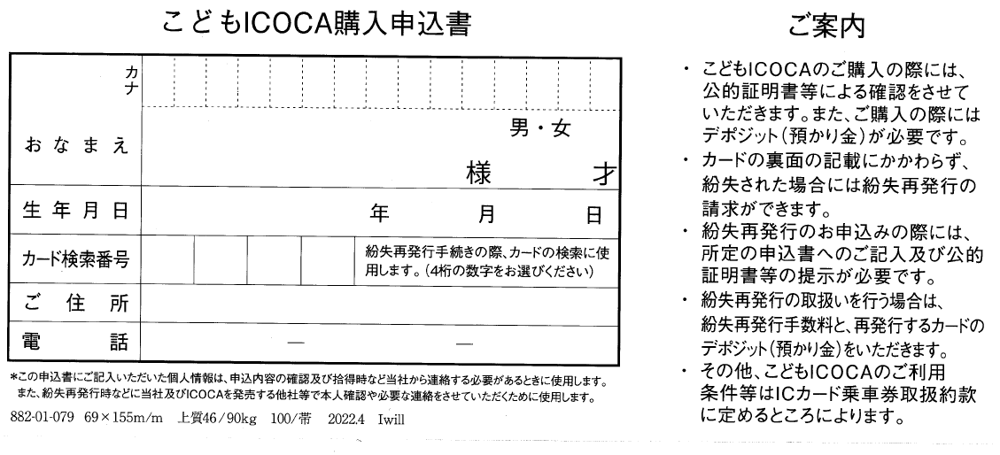 こどもICOCA購入申込書
カナ
おなまえ
男・女
様 才
生年月日 年 月 日
カード検索番号
紛失再発行手続きの際、カードの検索に使
用します。(4桁の数字をお選びください)
ご住所
電話 ― ―
*この申込書にご記入いただいた個人情報は、申込内容の確認及び拾得時など当社から連絡する必要があるときに使用します。
また、紛失再発行時などに当社及びICOCAを発売する他社等で本人確認や必要な連絡をさせていただくために使用します。
882-01-079 69×155m/m 上質46/90kg 100/帯 2022.4 Iwill
ご案内
・ こどもICOCAのご購入の際には、
公的証明書等による確認をさせて
いただきます。また、ご購入の際には
デポジット(預かり金)が必要です。
・ カードの裏面の記載にかかわらず、
紛失された場合には紛失再発行の
請求ができます。
・ 紛失再発行のお申込みの際には、
所定の申込書へのご記入及び公的
証明書等の提示が必要です。
・ 紛失再発行の取扱いを行う場合は、
紛失再発行手数料と、再発行するカードの
デポジット(預かり金)をいただきます。
・ その他、こどもICOCAのご利用
条件等はICカード乗車券取扱約款
に定めるところによります。